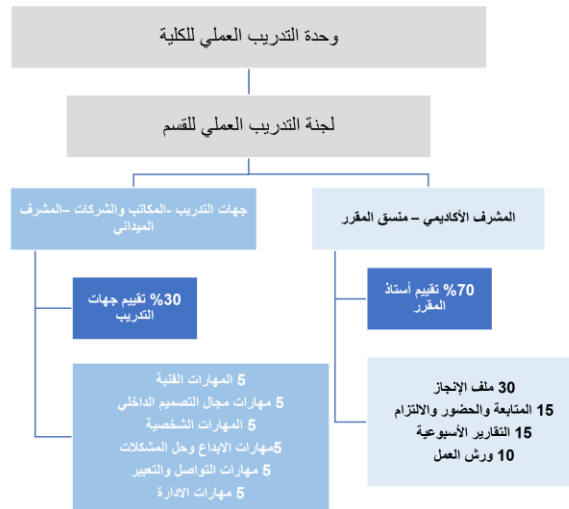 وحدة التدريب العملي للكلية
لجنة التدريب العملي للقسم
المشرف الأكاديمي – منسق المقرر
%70 تقييم أستاذ
المقرر
30 ملف الإنجاز
15 المتابعة والحضور والالتزام
15 التقارير الأسبوعية
10 ورش العمل
جهات التدريب -المكاتب والشركات –المشرف
الميداني
%30 تقييم جهات
التدريب
5 المهارات الفنية
5 مهارات مجال التصميم الداخلي
5 المهارات الشخصية
5مهارات الابداع وحل المشكلات
5 مهارات التواصل والتعبير
5 مهارات الادارة